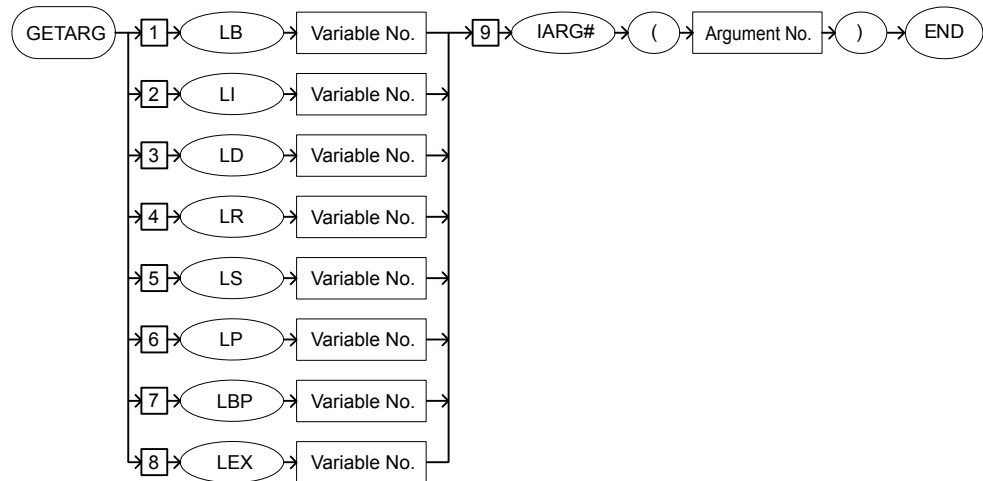 GETARG 1 LB Variable No. 9 IARG# ( Argument No. ) END
2 LI Variable No.
3 LD Variable No.
4 LR Variable No.
5 LS Variable No.
6 LP Variable No.
7 LBP Variable No.
8 LEX Variable No.